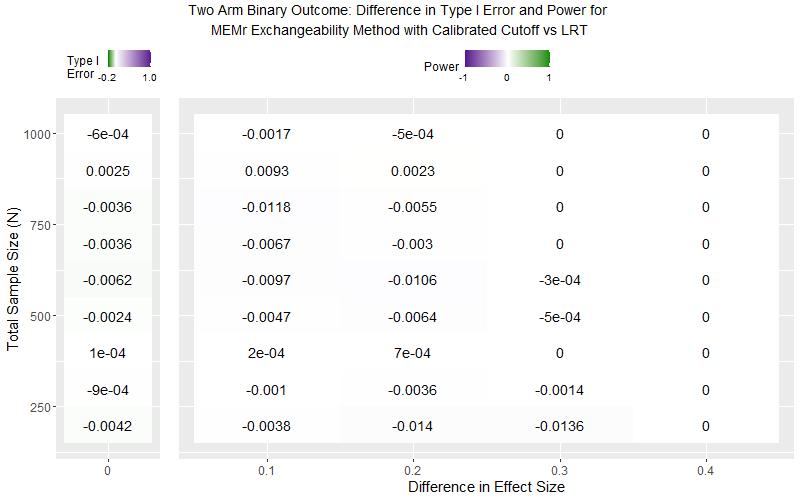 Two Arm Binary Outcome: Difference in Type I Error and Power for
MEMr Exchangeability Method with Calibrated Cutoff vs LRT
Type I
Error -0.2 1.0
Power -1 0 1
Total Sample Size (N)
1000 -6e-04 -0.0017 -5e-04 0 0
0.0025 0.0093 0.0023 0 0
-0.0036 -0.0118 -0.0055 0 0
750
-0.0036 -0.0067 -0.003 0 0
-0.0062 -0.0097 -0.0106 -3e-04 0
500 -0.0024 -0.0047 -0.0064 -5e-04 0
1e-04 2e-04 7e-04 0 0
-9e-04 -0.001 -0.0036 -0.0014 0
250
-0.0042 -0.0038 -0.014 -0.0136 0
0 0.1 0.2 0.3 0.4
Difference in Effect Size